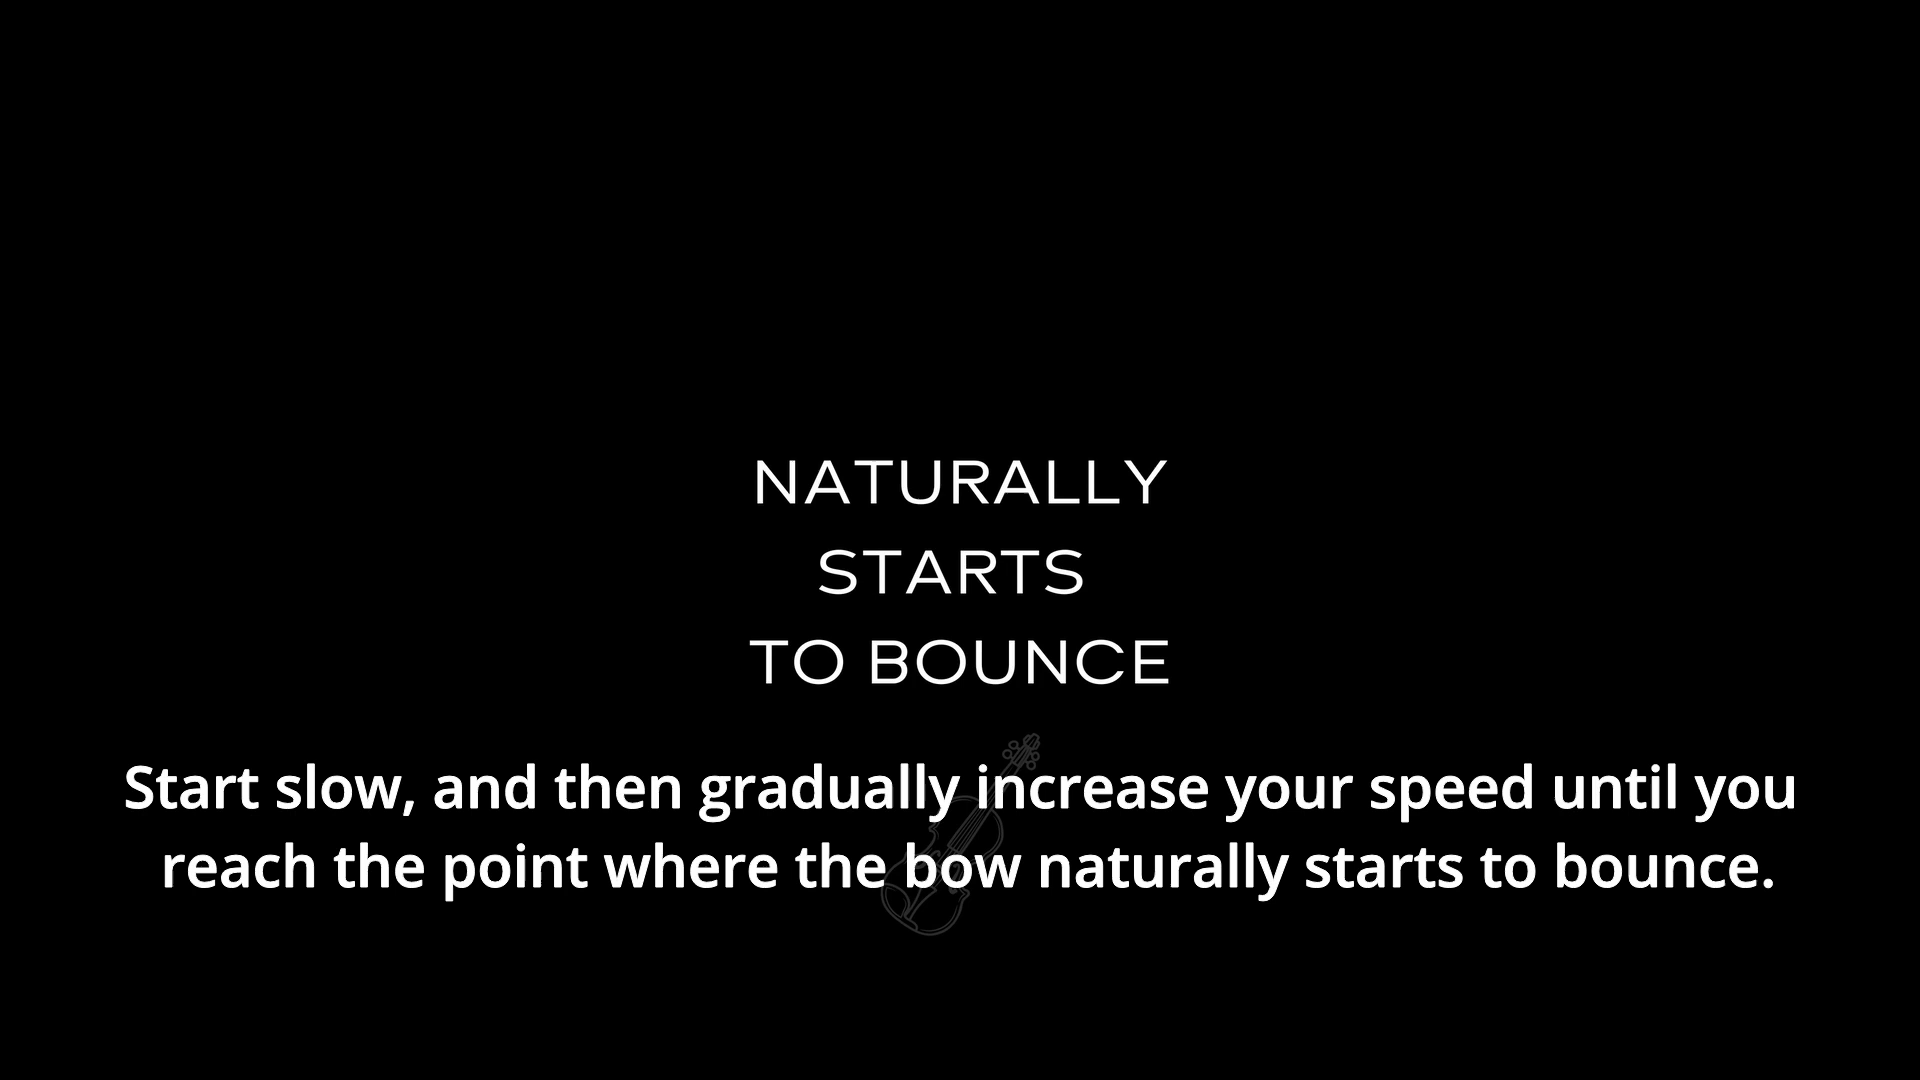 NATURALLY
STARTS
TO BOUNCE
Start slow, and then gradually increase your speed until you
reach the point where the bow naturally starts to bounce.